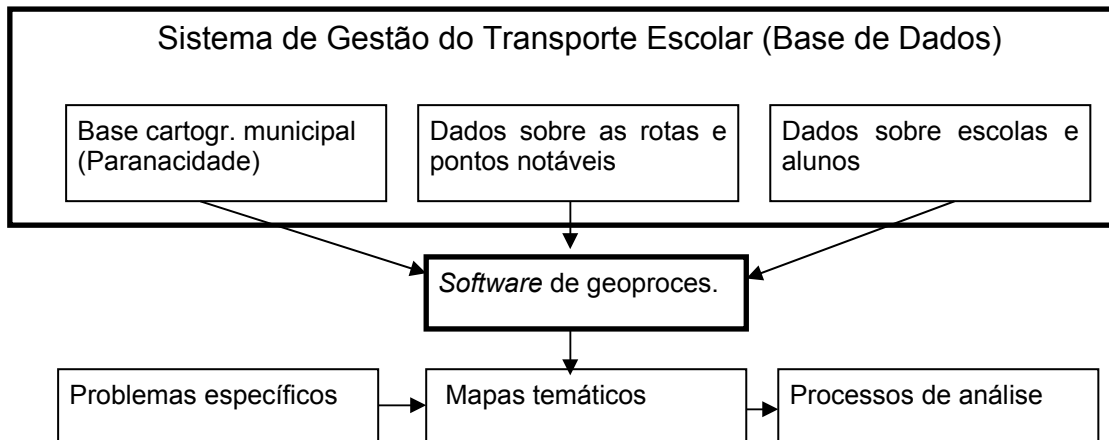 Sistema de Gestão do Transporte Escolar (Base de Dados)
Base cartogr. municipal
(Paranacidade)
Dados sobre as rotas e
pontos notáveis
Dados sobre escolas e
alunos
Software de geoproces.
Problemas específicos
Mapas temáticos
Processos de análise